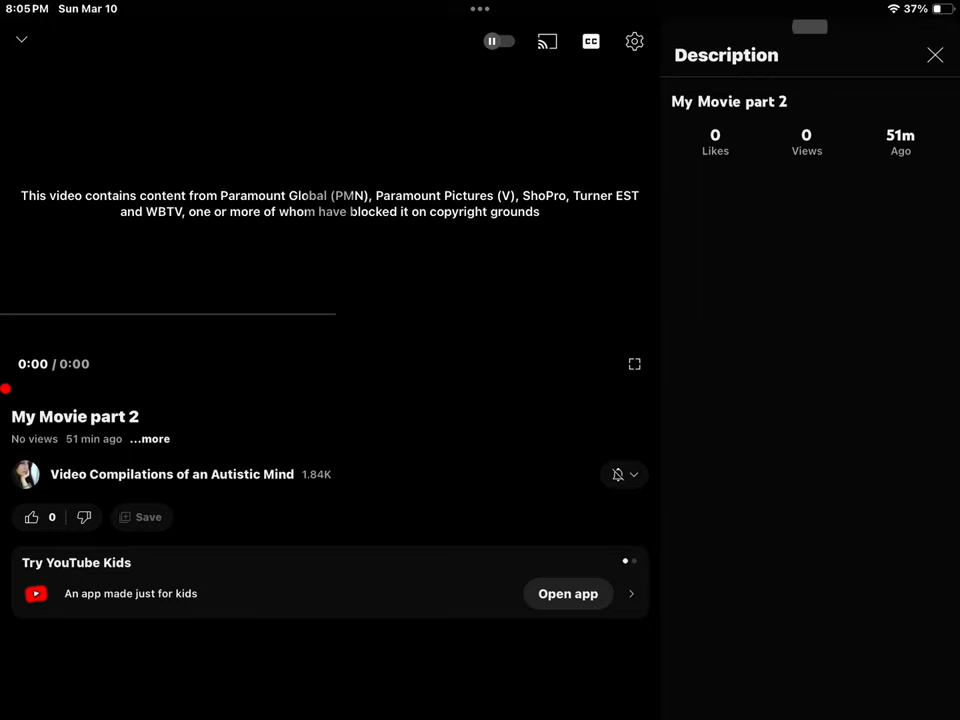 8:05 PM Sun Mar 10
37%
CC
Description
My Movie part 2
0 0 51m
Likes Views Ago
This video contains content from Paramount Global (PMN), Paramount Pictures (V), ShoPro, Turner EST
and WBTV, one or more of whom have blocked it on copyright grounds
0:00 / 0:00
My Movie part 2
No views 51 min ago ...more
Video Compilations of an Autistic Mind 1.84K
0 Save
Try YouTube Kids
An app made just for kids
Open app